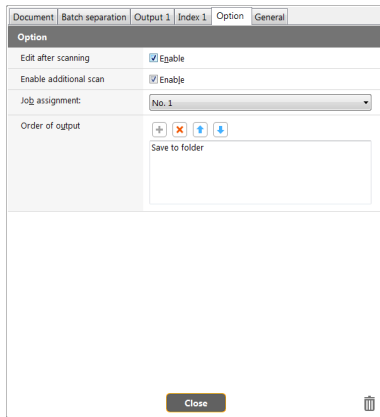 Document Batch separation Output 1 Index 1 Option General
Option
Edit after scanning Enable
Enable additional scan Enable
Job assignment: No. 1
Order of output
Save to folder
Close